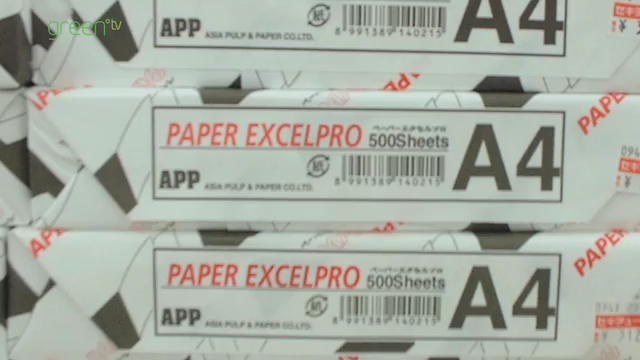 green tv
APP ASIA PULP & PAPER CO.LTD. 8 991389 140215 A4
PAPER EXCELPRO ペーパーエクセルプロ 500Sheets
APP ASIA PULP & PAPER CO.LTD. 8 991389 140215 A4
PAPER
PAPER EXCELPRO ペーパーエクセルプロ 500Sheets
APP ASIA PULP & PAPER CO.LTD. 8 991389 140215 A4
PAPER